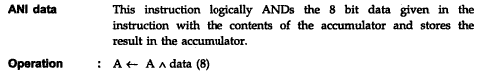 ANI data This instruction logically ANDs the 8 bit data given in the
instruction with the contents of the accumulator and stores the
result in the accumulator.
Operation : A ← A ∧ data (8)